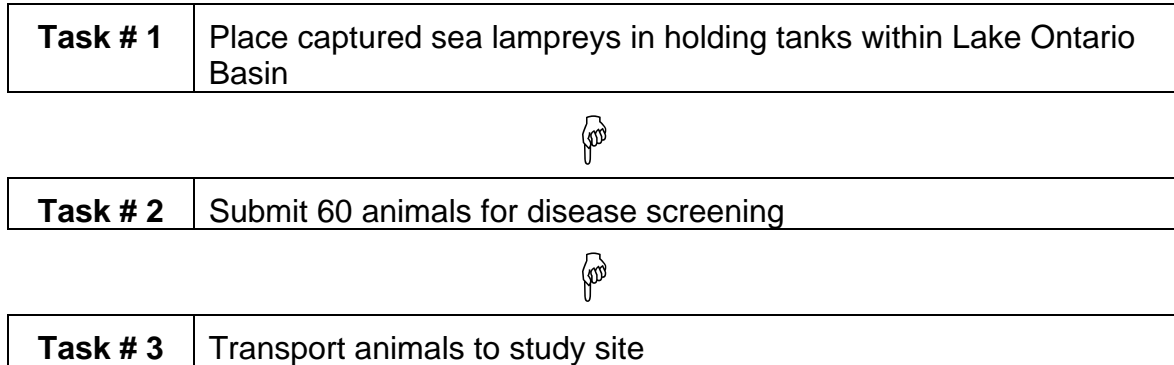 Task # 1 Place captured sea lampreys in holding tanks within Lake Ontario
Basin
Task # 2 Submit 60 animals for disease screening
Task # 3 Transport animals to study site